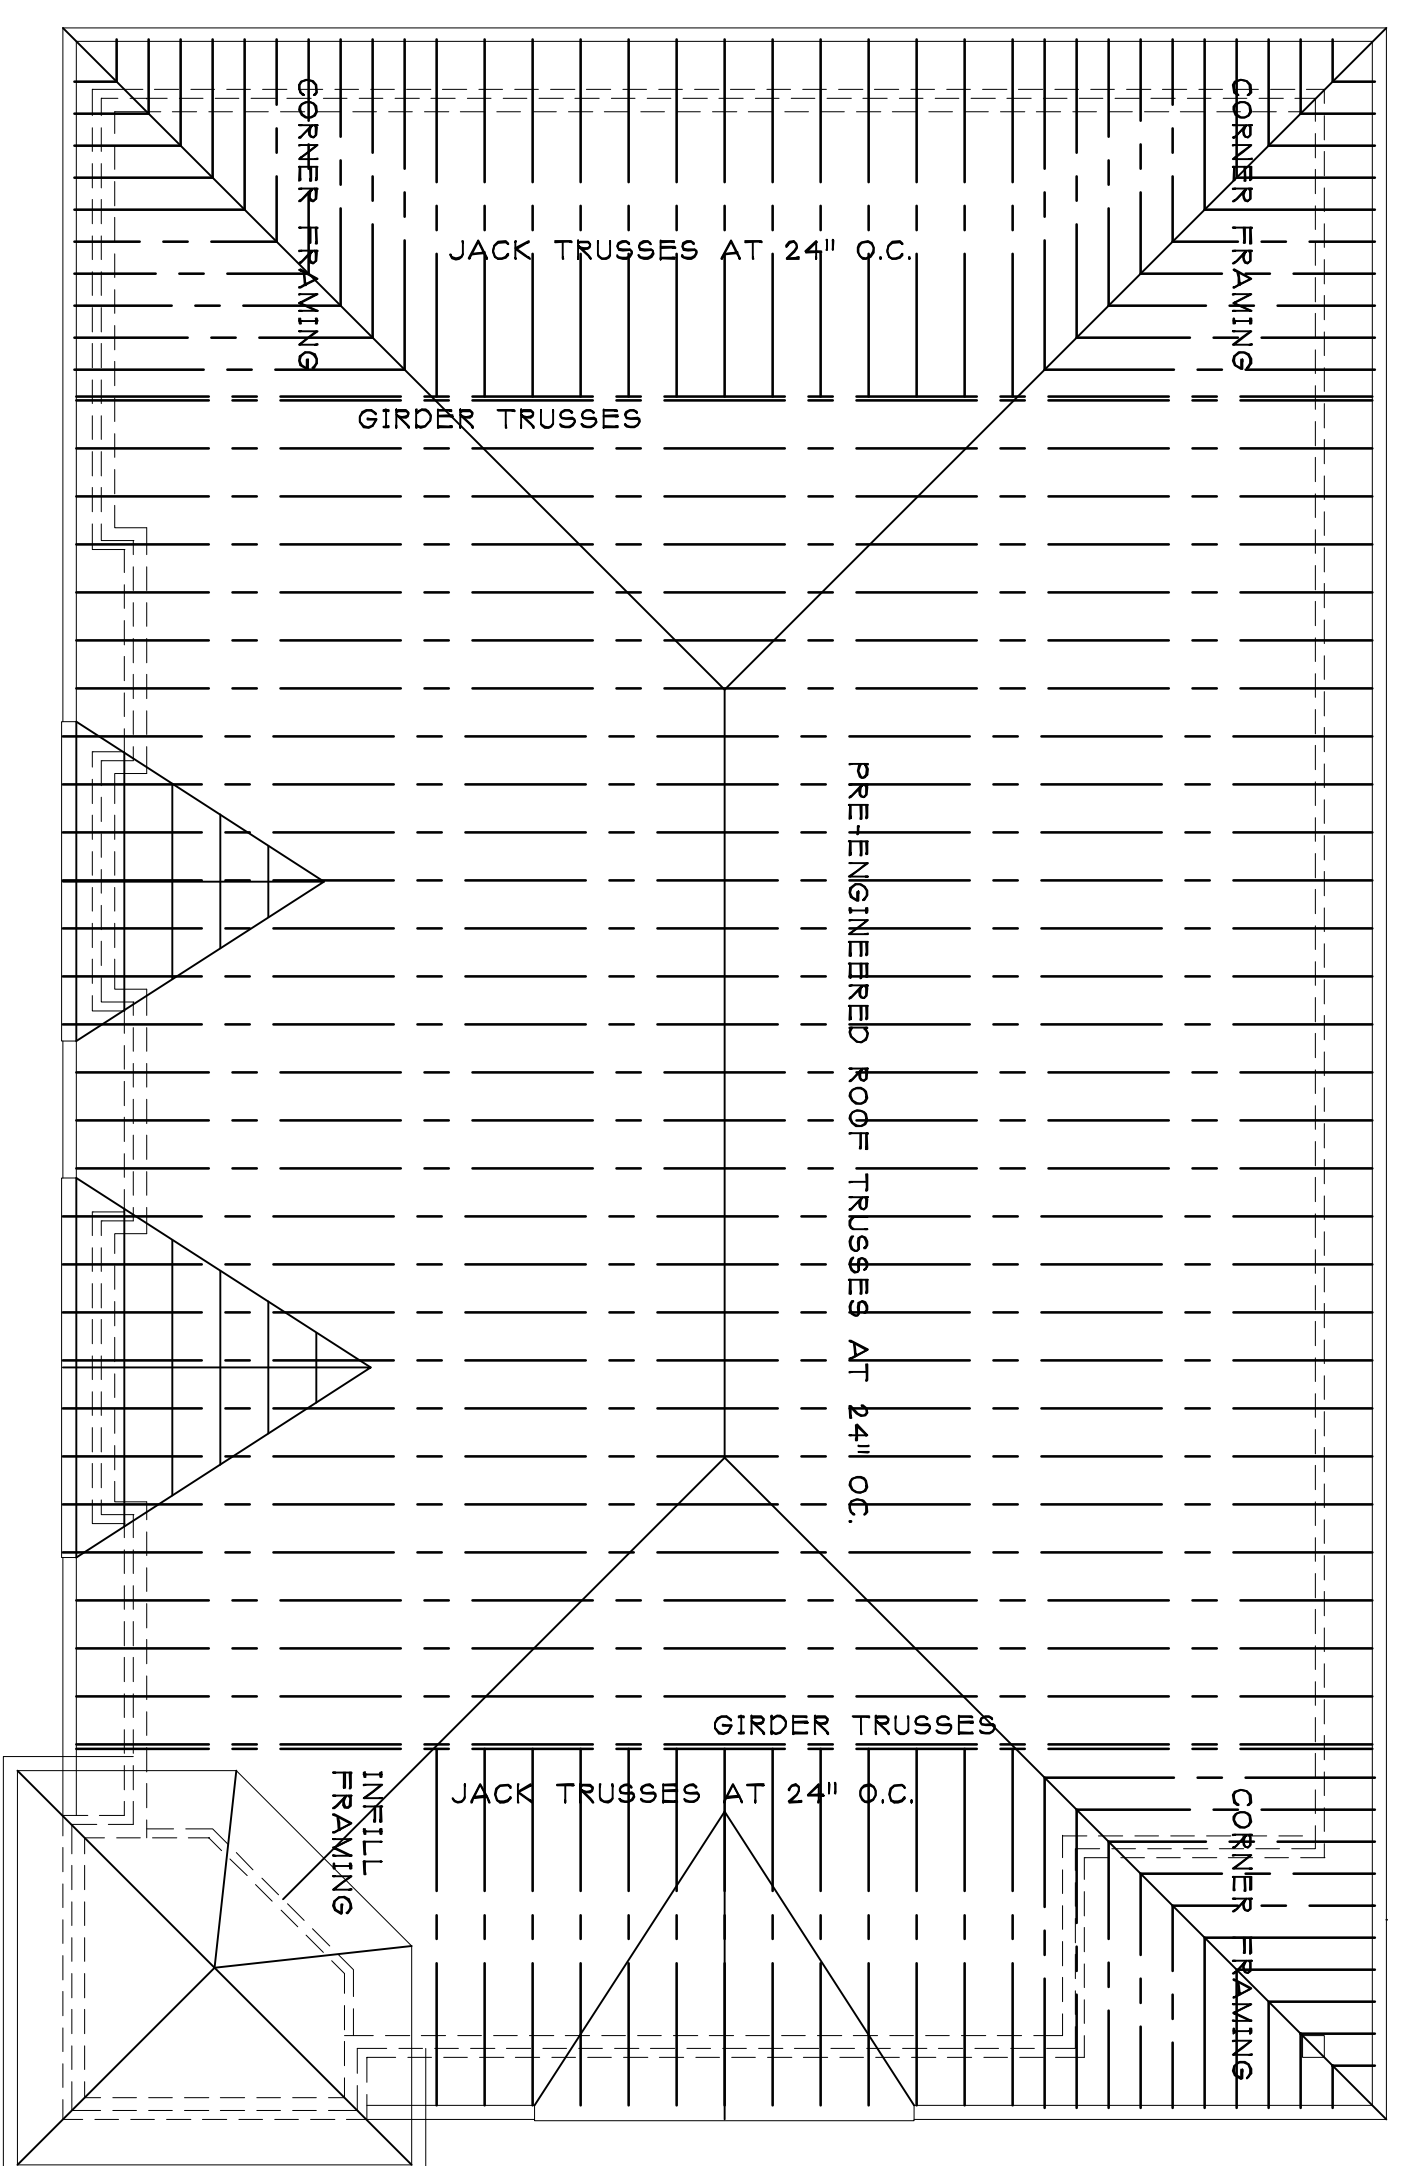 CORNER FRAMING
CORNER FRAMING
JACK TRUSSES AT 24" O.C.
GIRDER TRUSSES
PRE-ENGINEERED ROOF TRUSSES AT 24" O.C.
GIRDER TRUSSES
INFILL
FRAMING
JACK TRUSSES AT 24" O.C.
CORNER FRAMING